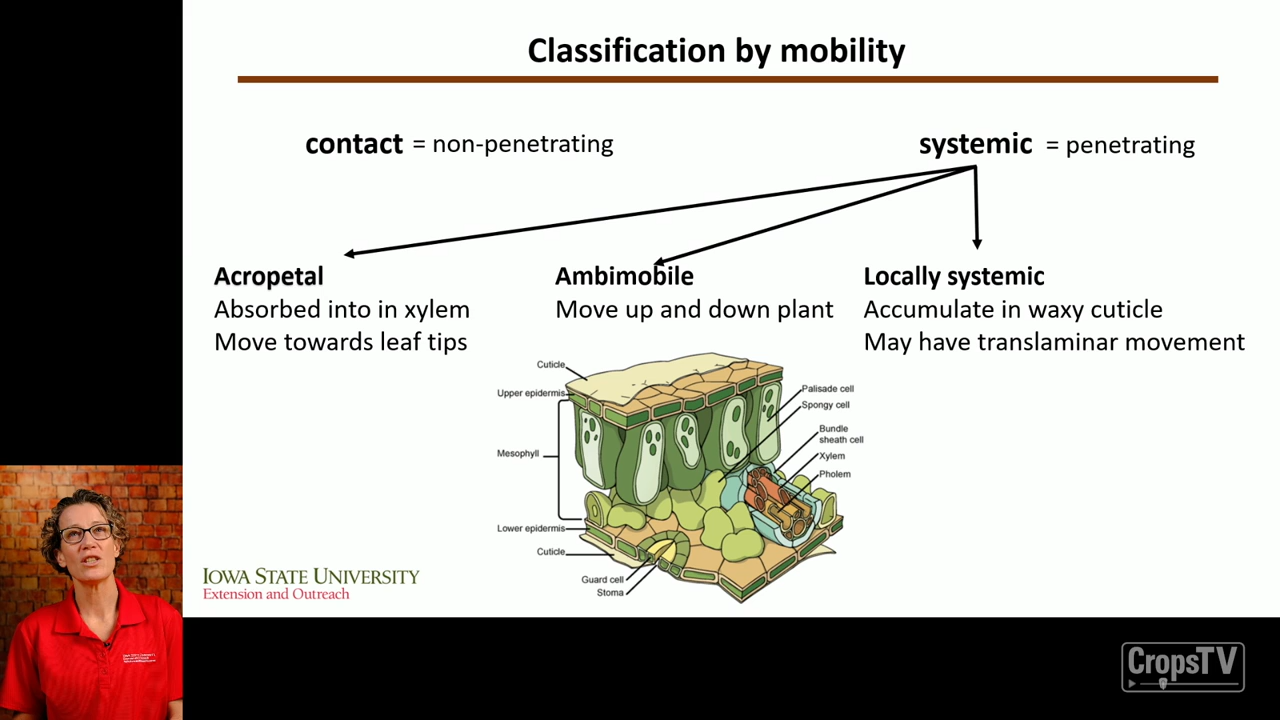 Classification by mobility
contact = non-penetrating
systemic = penetrating
Acropetal
Absorbed into in xylem
Move towards leaf tips
Ambimobile
Move up and down plant
Locally systemic
Accumulate in waxy cuticle
May have translaminar movement
Cuticle
Upper epidermis
Mesophyll
Lower epidermis
Cuticle
Guard cell
Stoma
Palisade cell
Spongy cell
Bundle
sheath cell
Xylem
Pholem
IOWA STATE UNIVERSITY
Extension and Outreach
CropsTV